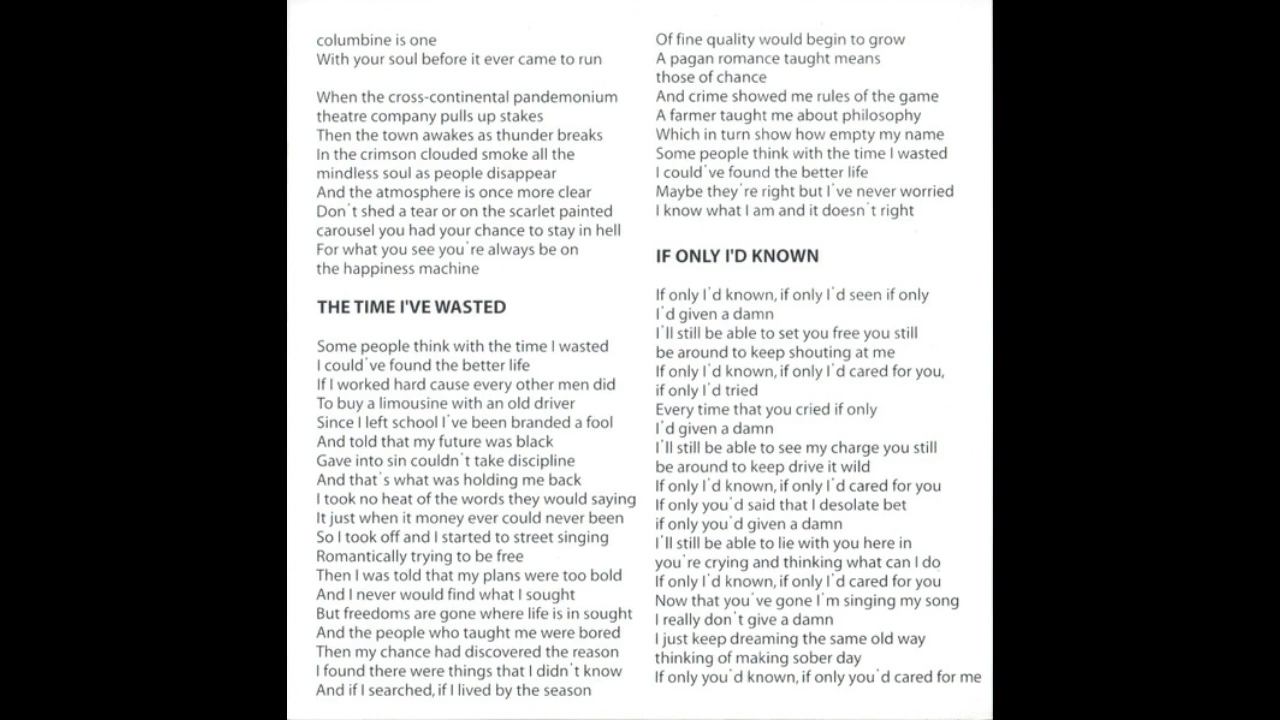 columbine is one
With your soul before it ever came to run
When the cross-continental pandemonium
theatre company pulls up stakes
Then the town awakes as thunder breaks
In the crimson clouded smoke all the
mindless soul as people disappear
And the atmosphere is once more clear
Don´t shed a tear or on the scarlet painted
carousel you had your chance to stay in hell
For what you see you´re always be on
the happiness machine
THE TIME I'VE WASTED
Some people think with the time I wasted
I could´ve found the better life
If I worked hard cause every other men did
To buy a limousine with an old driver
Since I left school I´ve been branded a fool
And told that my future was black
Gave into sin couldn´t take discipline
And that´s what was holding me back
I took no heat of the words they would saying
It just when it money ever could never been
So I took off and I started to street singing
Romantically trying to be free
Then I was told that my plans were too bold
And I never would find what I sought
But freedoms are gone where life is in sought
And the people who taught me were bored
Then my chance had discovered the reason
I found there were things that I didn´t know
And if I searched, if I lived by the season
Of fine quality would begin to grow
A pagan romance taught means
those of chance
And crime showed me rules of the game
A farmer taught me about philosophy
Which in turn show how empty my name
Some people think with the time I wasted
I could´ve found the better life
Maybe they´re right but I´ve never worried
I know what I am and it doesn´t right
IF ONLY I'D KNOWN
If only I´d known, if only I´d seen if only
I´d given a damn
I´ll still be able to set you free you still
be around to keep shouting at me
If only I´d known, if only I´d cared for you,
if only I´d tried
Every time that you cried if only
I´d given a damn
I´ll still be able to see my charge you still
be around to keep drive it wild
If only I´d known, if only I´d cared for you
If only you´d said that I desolate bet
if only you´d given a damn
I´ll still be able to lie with you here in
you´re crying and thinking what can I do
If only I´d known, if only I´d cared for you
Now that you´ve gone I´m singing my song
I really don´t give a damn
I just keep dreaming the same old way
thinking of making sober day
If only you´d known, if only you´d cared for me